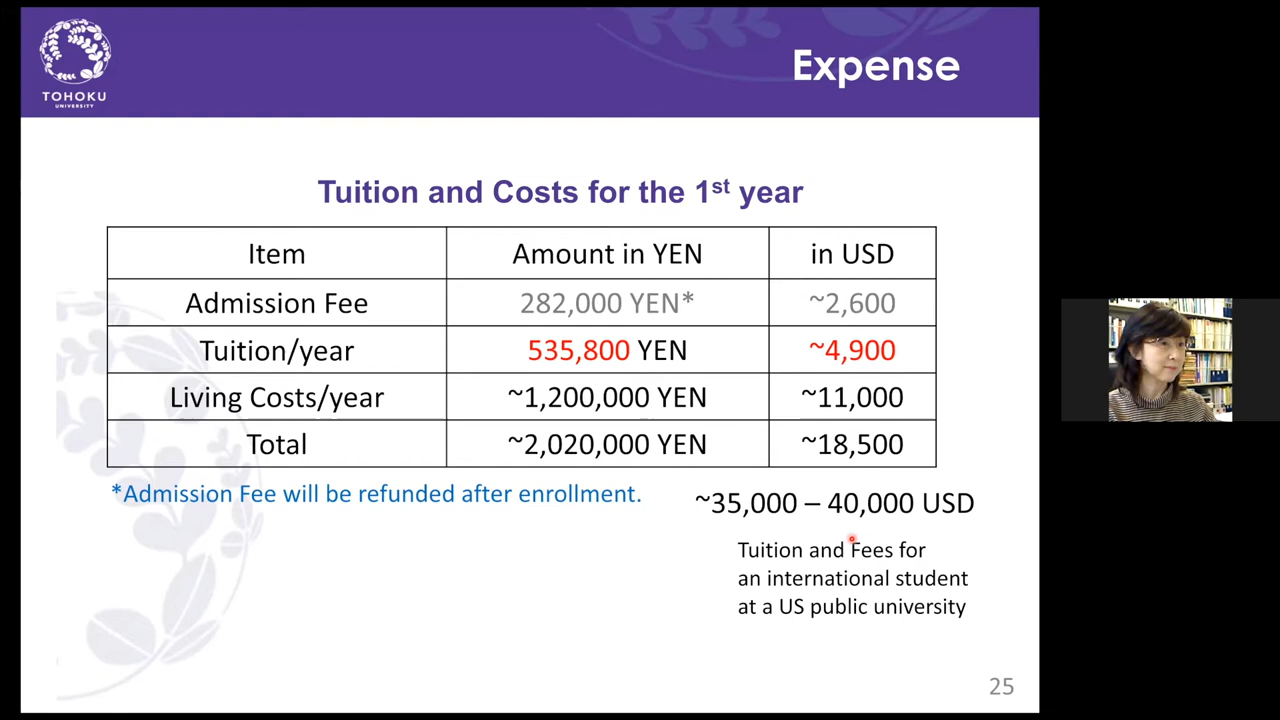 TOHOKU
UNIVERSITY
Expense
Tuition and Costs for the 1st year
Item Amount in YEN in USD
Admission Fee 282,000 YEN* ~2,600
Tuition/year 535,800 YEN ~4,900
Living Costs/year ~1,200,000 YEN ~11,000
Total ~2,020,000 YEN ~18,500
*Admission Fee will be refunded after enrollment.
~35,000 – 40,000 USD
Tuition and Fees for
an international student
at a US public university
25